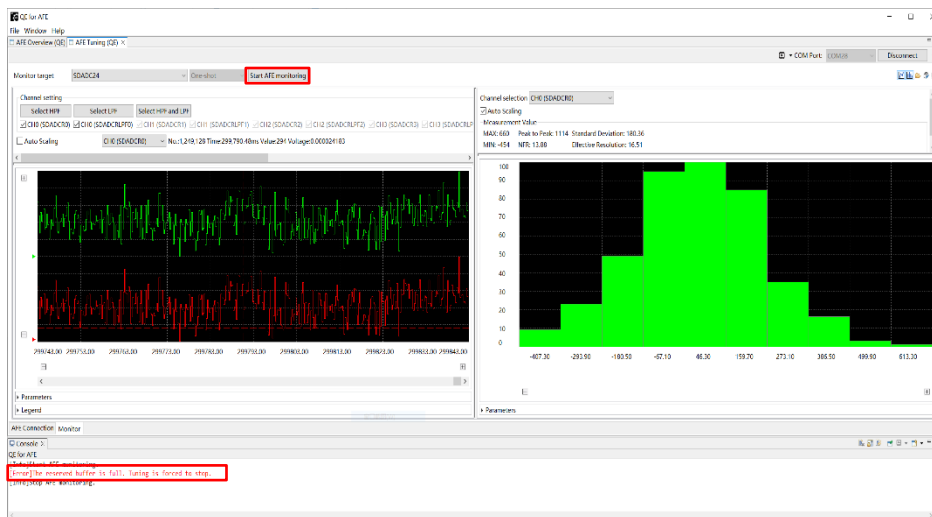 QE for AFE
File Window Help
AFE Overview (QE) AFE Tuning (QE)
COM Port: COM28 Disconnect
Monitor target SDADC24 One-shot Start AFE monitoring
Channel setting
Select HPF Select LPF Select HPF and LPF
CH0 (SDADCR0) CH0 (SDADCRLPF0) CH1 (SDADCR1) CH1 (SDADCRLPF1) CH2 (SDADCR2) CH2 (SDADCRLPF2) CH3 (SDADCR3) CH3 (SDADCRLP
Auto Scaling CH0 (SDADCR0) No.:1,249,128 Time:299,790.48ms Value:294 Voltage:0.000024183
299743.00 299753.00 299763.00 299773.00 299783.00 299793.00 299803.00 299813.00 299823.00 299833.00 299843.00
Parameters
Legend
Channel selection CH0 (SDADCR0)
Auto Scaling
Measurement Value
MAX: 660 Peak to Peak: 1114 Standard Deviation: 180.36
MIN: -454 NFR: 13.88 Effective Resolution: 16.51
100
90
80
70
60
50
40
30
20
10
0
-407.30 -293.90 -180.50 -67.10 46.30 159.70 273.10 386.50 499.90 613.30
Parameters
AFE Connection Monitor
Console
QE for AFE
[Info]Start AFE monitoring.
[Error]The reserved buffer is full. Tuning is forced to stop.
[Info]Stop AFE monitoring.